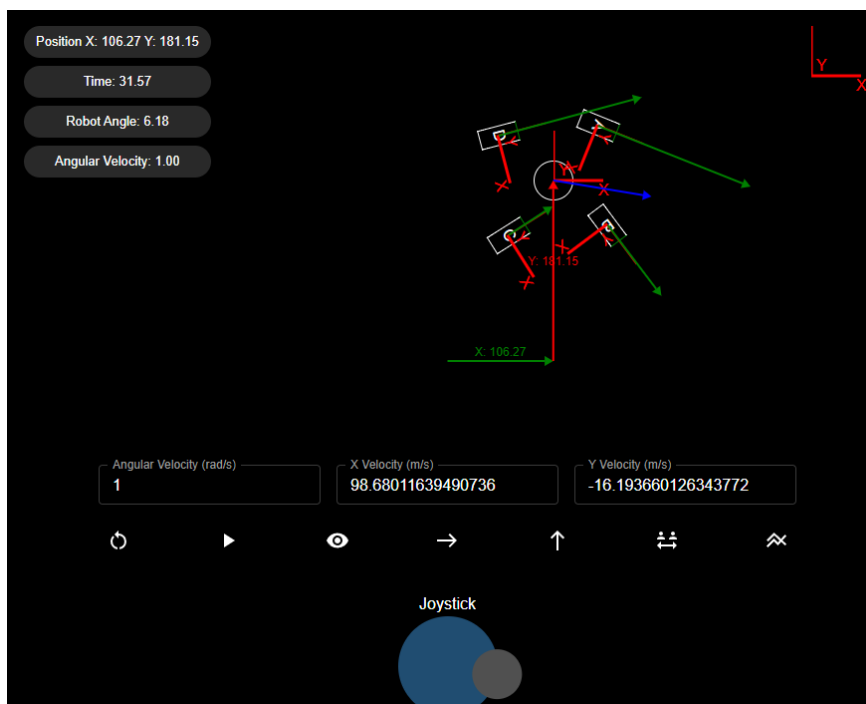 Position X: 106.27 Y: 181.15
Time: 31.57
Robot Angle: 6.18
Angular Velocity: 1.00
Y
X
X
X
Y
X
X
X
Y: 181.15
X: 106.27
Angular Velocity (rad/s)
1
X Velocity (m/s)
98.68011639490736
Y Velocity (m/s)
-16.193660126343772
Joystick